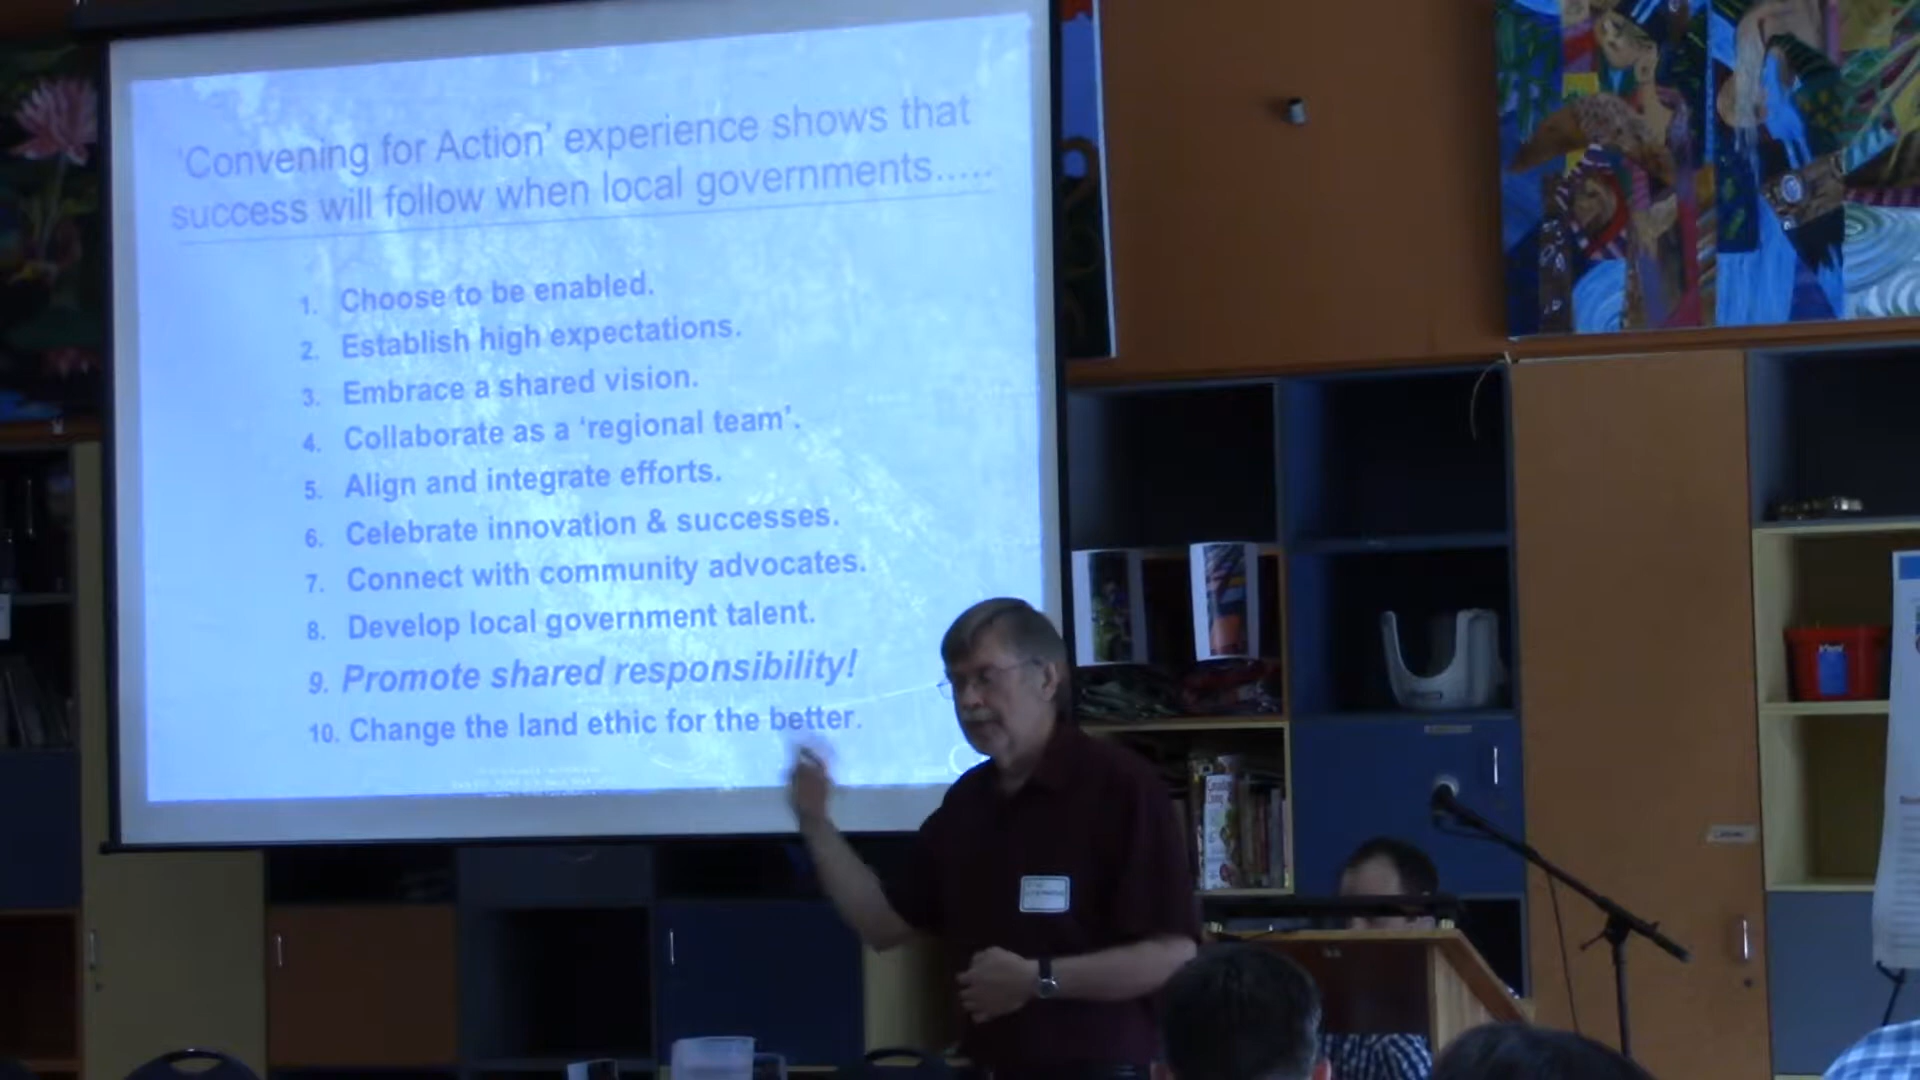 'Convening for Action' experience shows that
success will follow when local governments.....
1. Choose to be enabled.
2. Establish high expectations.
3. Embrace a shared vision.
4. Collaborate as a 'regional team'.
5. Align and integrate efforts.
6. Celebrate innovation & successes.
7. Connect with community advocates.
8. Develop local government talent.
9. Promote shared responsibility!
10. Change the land ethic for the better.